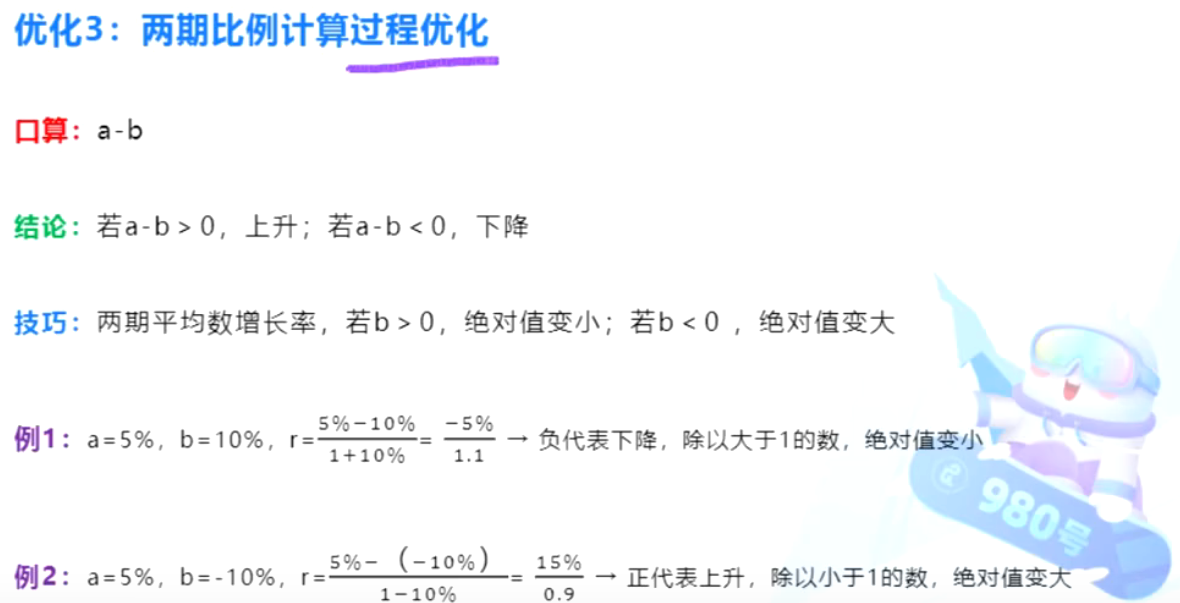 优化3：两期比例计算过程优化
口算：a-b
结论：若a-b＞0，上升；若a-b＜0，下降
技巧：两期平均数增长率，若b＞0，绝对值变小；若b＜0，绝对值变大
例1：a=5%，b=10%，r=\frac{5%-10%}{1+10%}=\frac{-5%}{1.1}→负代表下降，除以大于1的数，绝对值变小
980号
例2：a=5%，b=-10%，r=\frac{5%-（-10%）}{1-10%}=\frac{15%}{0.9}→正代表上升，除以小于1的数，绝对值变大